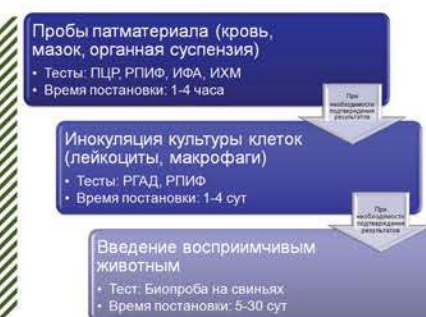 Пробы патматериала (кровь,
мазок, органная суспензия)
• Тесты: ПЦР, РПИФ, ИФА, ИХМ
• Время постановки: 1-4 часа
При
необходимости
подтверждения
результатов
Инокуляция культуры клеток
(лейкоциты, макрофаги)
• Тесты: РГАД, РПИФ
• Время постановки: 1-4 сут
При
необходимости
подтверждения
результатов
Введение восприимчивым
животным
• Тест: Биопроба на свиньях
• Время постановки: 5-30 сут